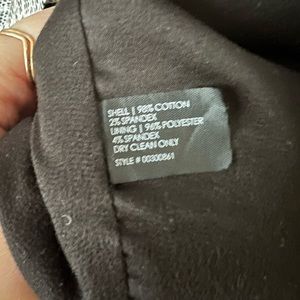 SHELL | 98% COTTON
2% SPANDEX
LINING | 96% POLYESTER
4% SPANDEX
DRY CLEAN ONLY
STYLE # 00300861